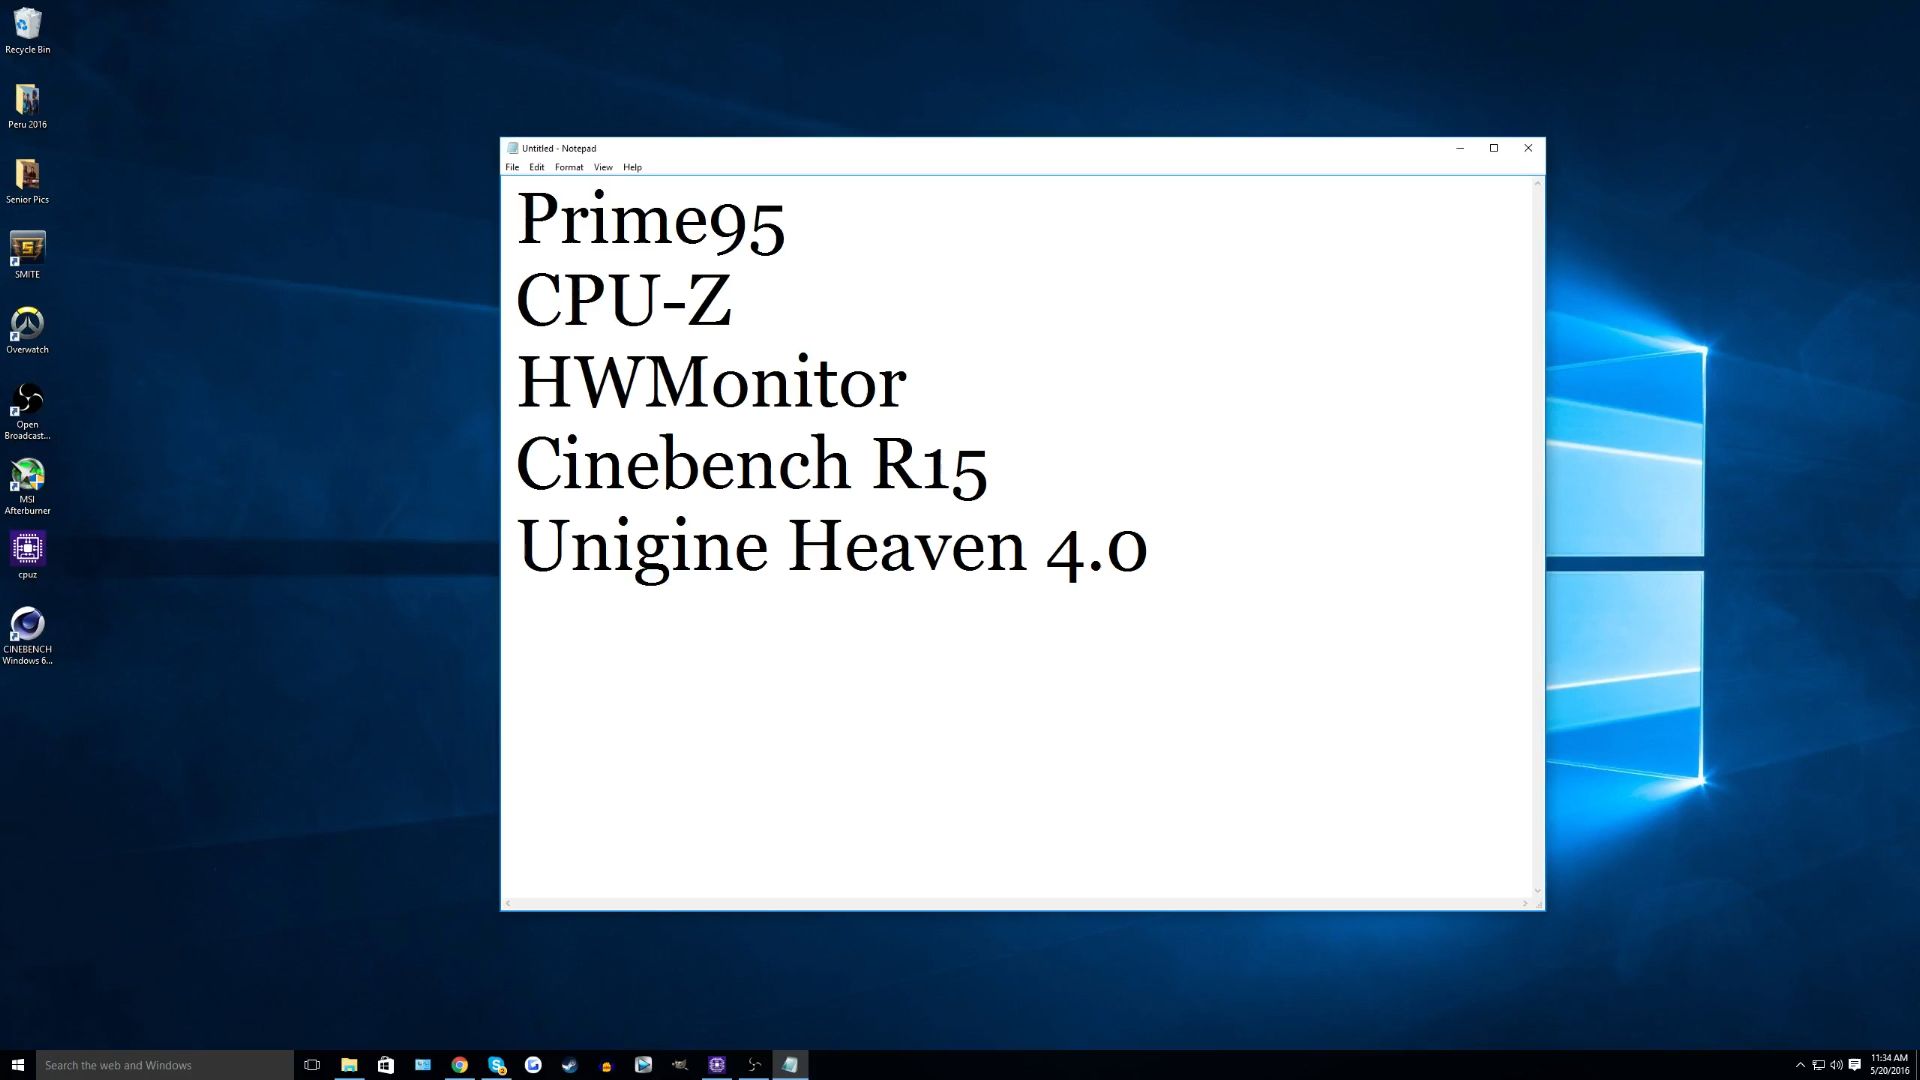 Recycle Bin
Peru 2016
Senior Pics
SMITE
Overwatch
Open
Broadcast...
MSI
Afterburner
cpuz
CINEBENCH
Windows 6...
Untitled - Notepad
File Edit Format View Help
Prime95
CPU-Z
HWMonitor
Cinebench R15
Unigine Heaven 4.0
Search the web and Windows
11:34 AM
5/20/2016